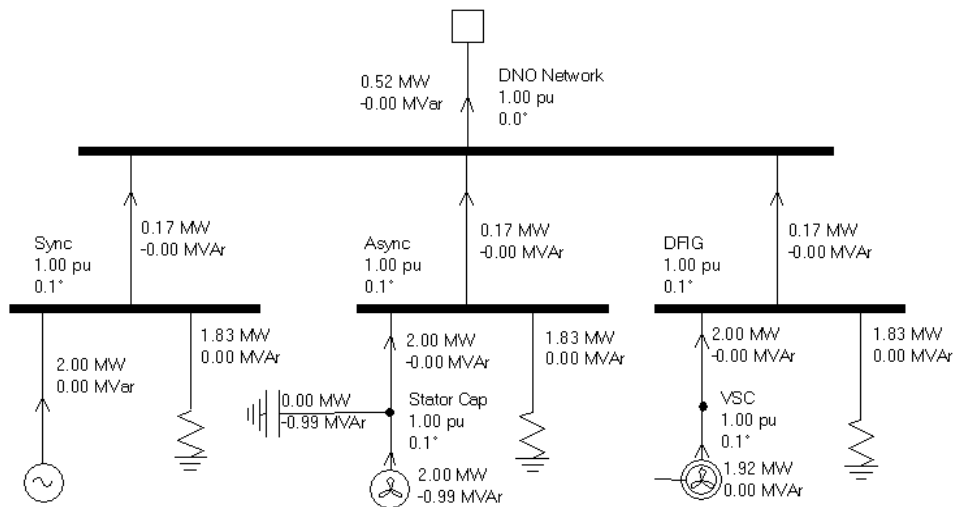 0.52 MW
-0.00 MVar
DNO Network
1.00 pu
0.0°
Sync
1.00 pu
0.1°
0.17 MW
-0.00 MVAr
Async
1.00 pu
0.1°
0.17 MW
-0.00 MVAr
DFIG
1.00 pu
0.1°
0.17 MW
-0.00 MVAr
2.00 MW
0.00 MVar
1.83 MW
0.00 MVAr
2.00 MW
-0.00 MVAr
1.83 MW
0.00 MVAr
0.00 MW
-0.99 MVAr
Stator Cap
1.00 pu
0.1°
2.00 MW
-0.99 MVAr
2.00 MW
-0.00 MVAr
1.83 MW
0.00 MVAr
VSC
1.00 pu
0.1°
1.92 MW
0.00 MVAr